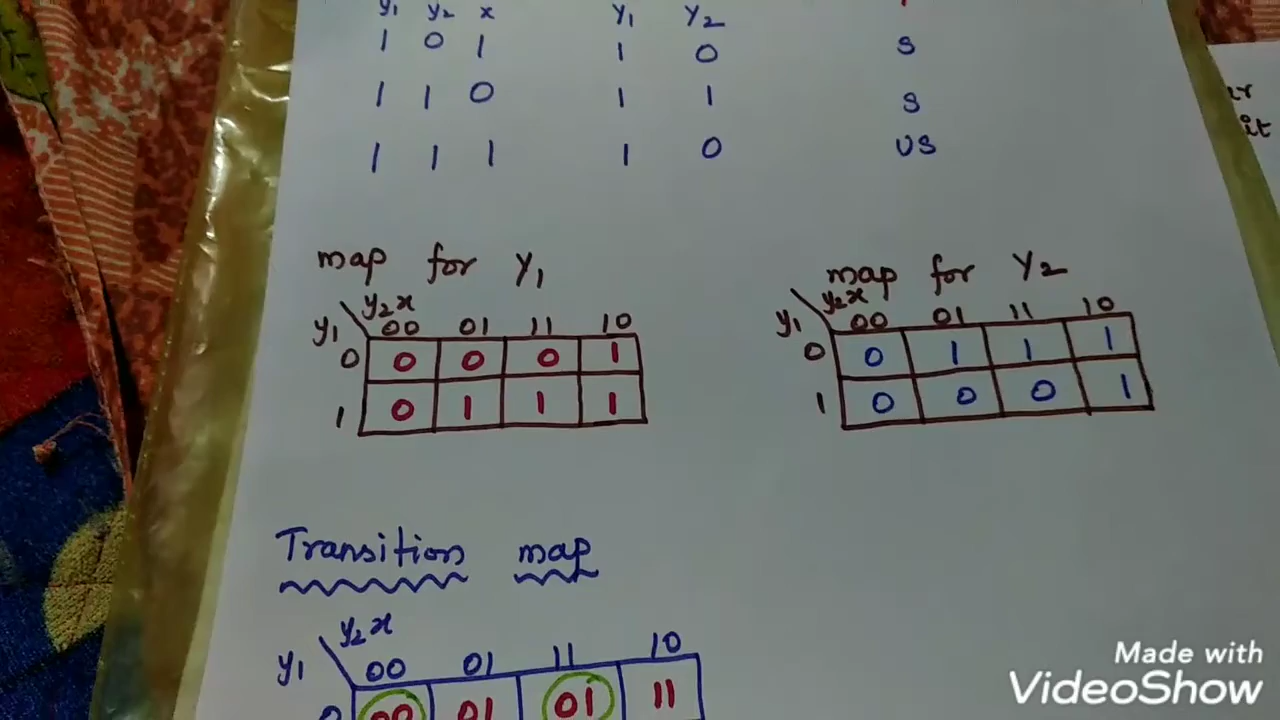 y₁ y₂ x Y₁ Y₂
1 0 1 1 0 S
1 1 0 1 1 S
1 1 1 1 0 US
it
map for Y₁
map for Y₂
y₂x
y₁ 00 01 11 10
0 0 0 0 1
1 0 1 1 1
y₂x
y₁ 00 01 11 10
0 0 1 1 1
1 0 0 0 1
Transition map
y₂x
y₁ 00 01 11 10
0 00 01 01 11
Made with
VideoShow